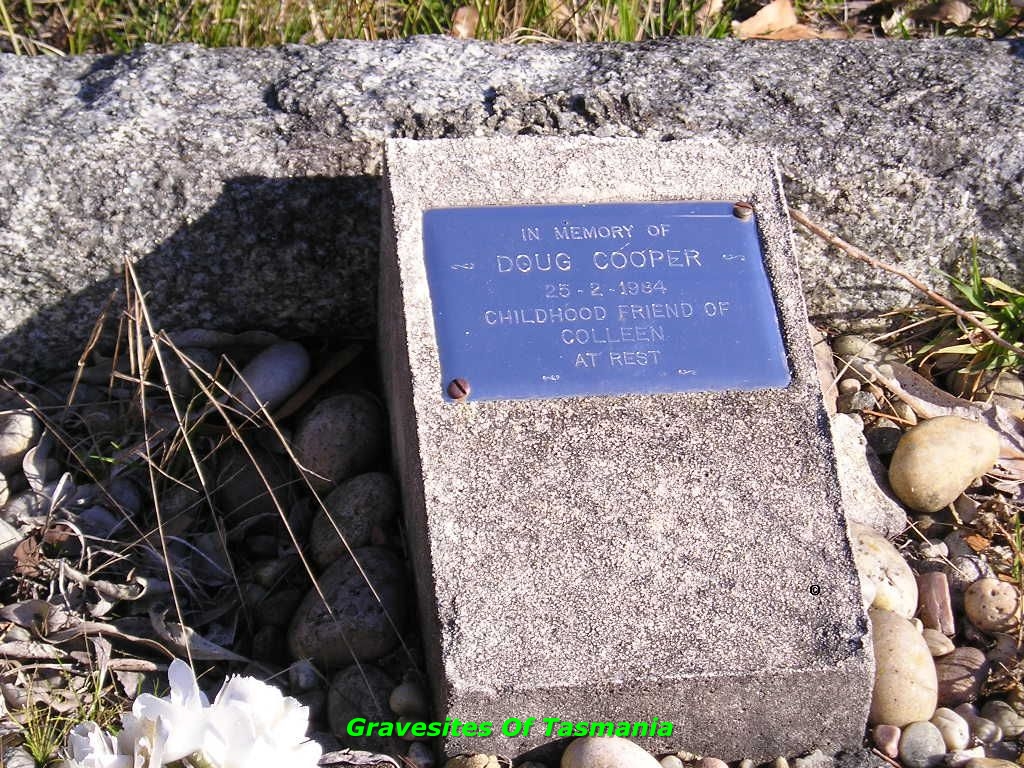 IN MEMORY OF
DOUG COOPER
25-2-1984
CHILDHOOD FRIEND OF
COLLEEN
AT REST
Gravesites Of Tasmania